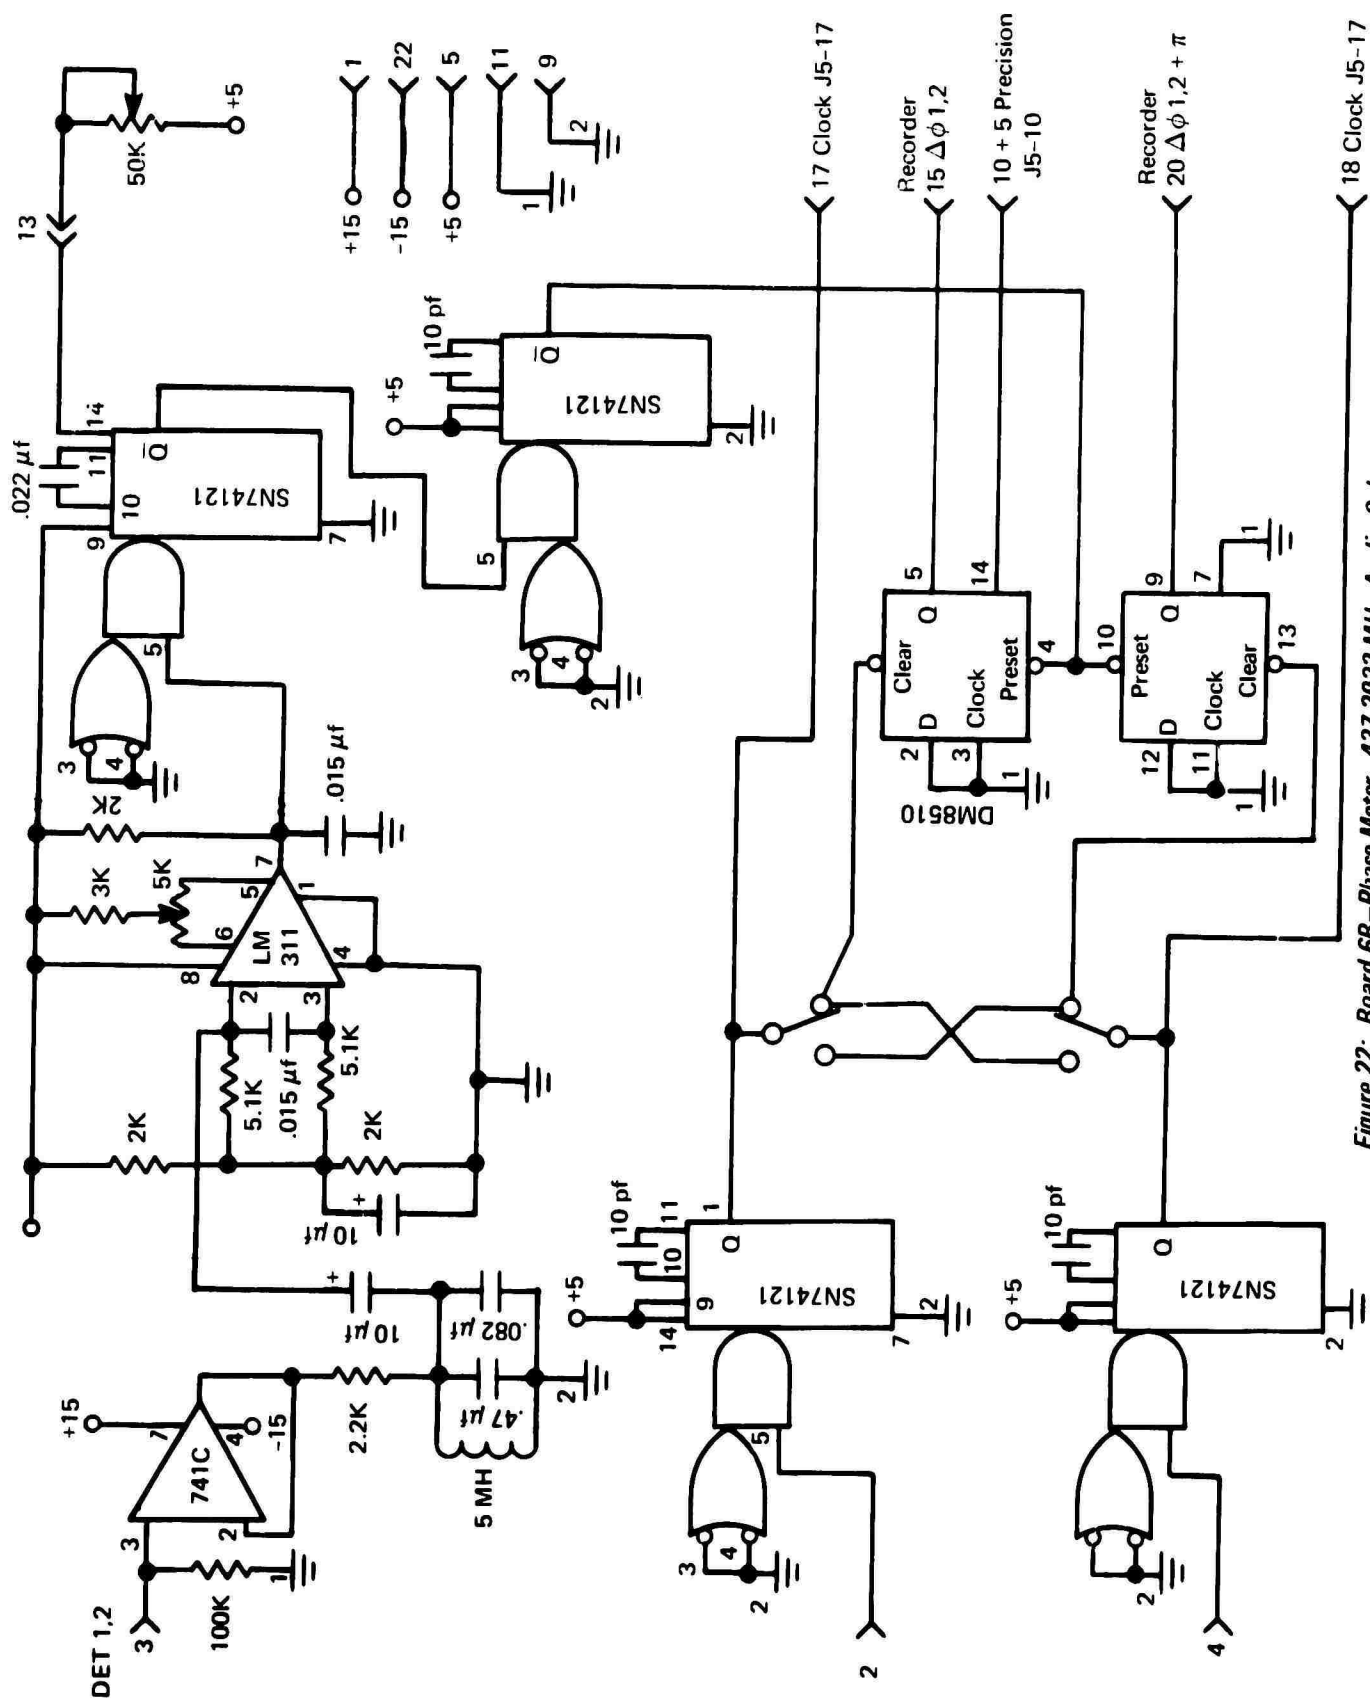 DET 1,2
3
100K
1
3
2
741C
7
+15
4
-15
2.2K
5 MH
.47 μf
.082 μf
2
10 μf
+
2K
5.1K
.015 μf
5.1K
10 μf
+
2K
2
3
LM
311
8
6
5
7
4
1
3K
5K
2K
.015 μf
3
4
5
9
10
11
14
.022 μf
Q
SN74121
7
13
50K
+5
+15
1
-15
22
+5
5
11
1
9
2
3
4
2
5
+5
10 pf
Q
SN74121
2
2
3
4
2
5
+5
14
9
10
11
10 pf
1
Q
SN74121
7
2
17 Clock J5-17
Clear
D
Q
Clock
Preset
2
3
1
5
14
4
DM8510
Recorder
15 Δϕ 1,2
10 + 5 Precision
J5-10
10
Preset
D
Q
Clock
Clear
12
11
1
9
7
1
13
Recorder
20 Δϕ 1,2 + π
4
2
+5
10 pf
Q
SN74121
2
18 Clock J5-17
Figure 22: Board 6B—Phase Meter,